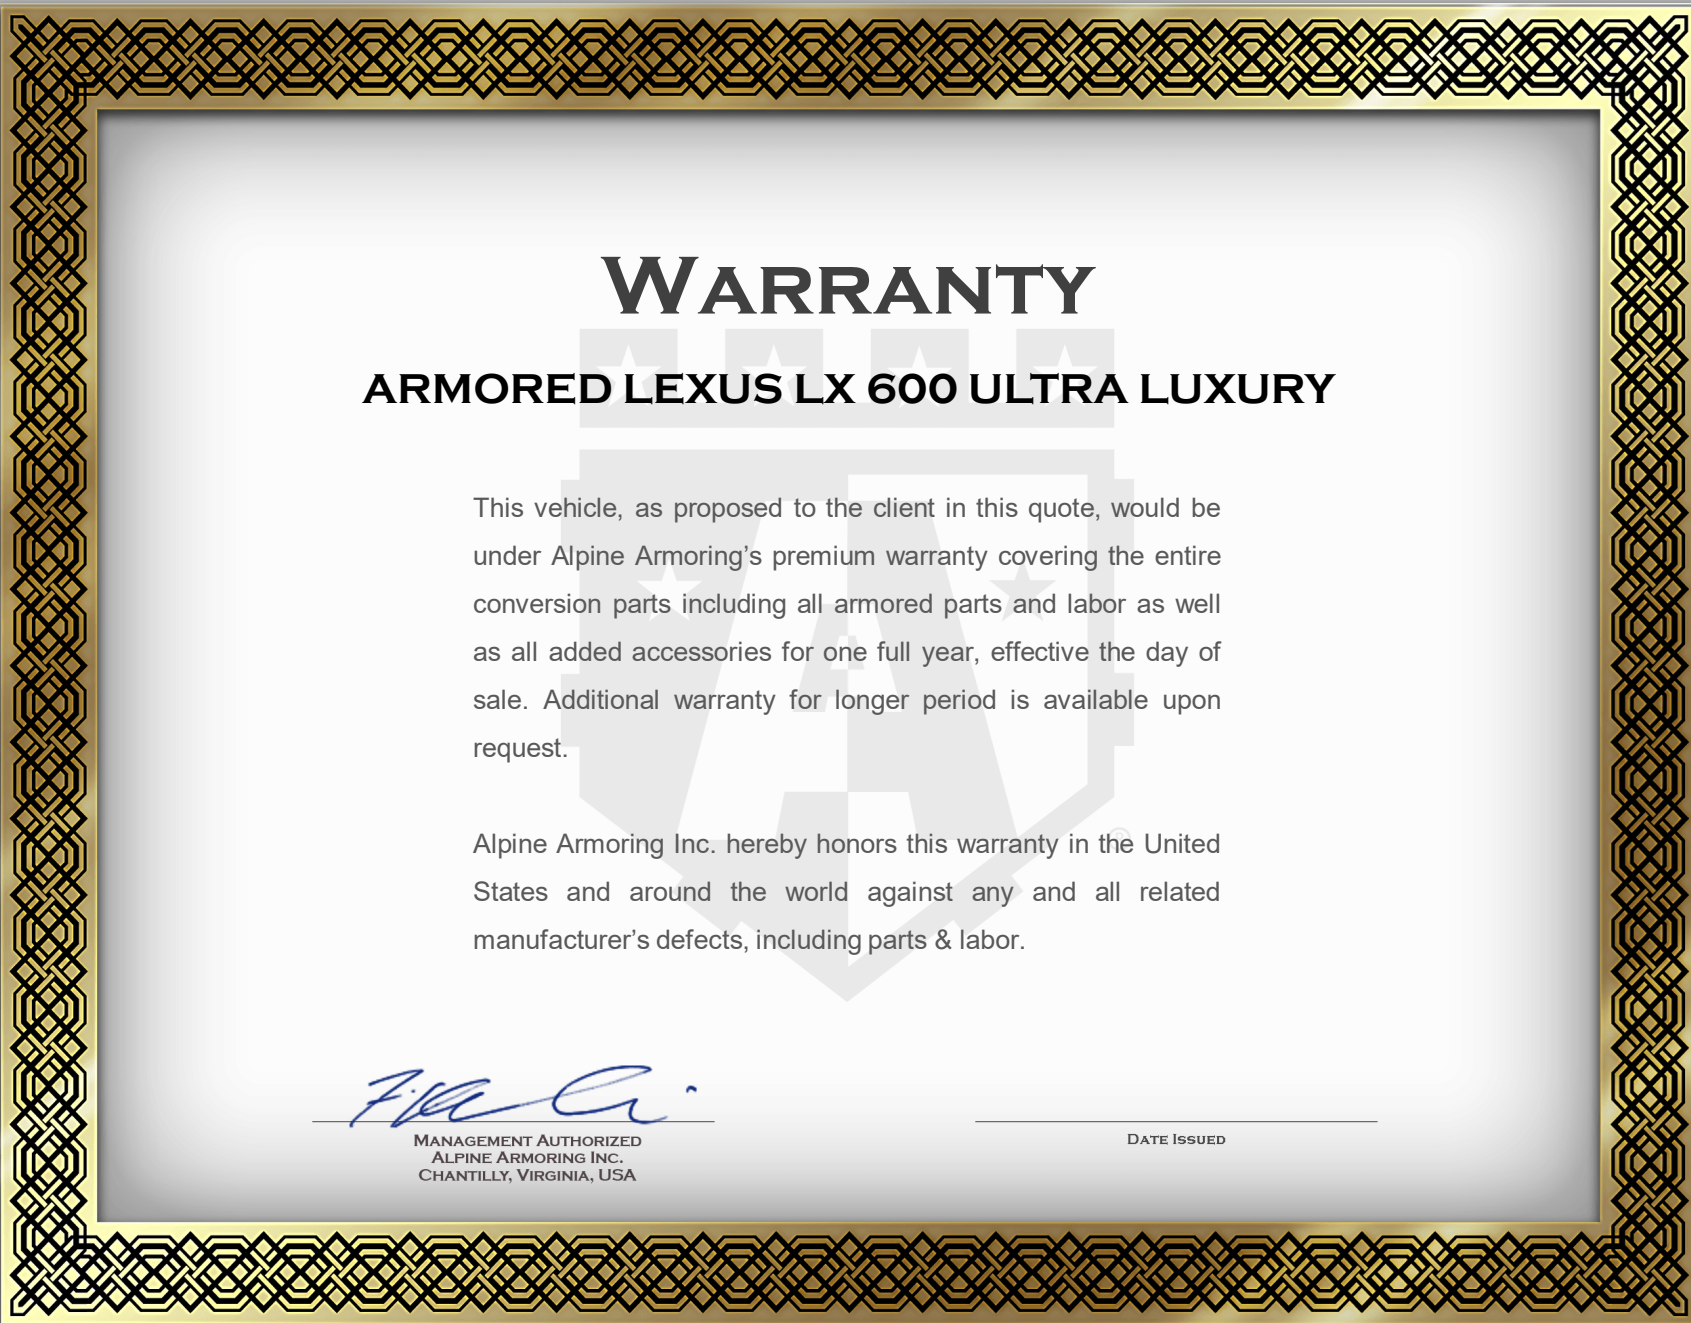 WARRANTY
ARMORED LEXUS LX 600 ULTRA LUXURY
This vehicle, as proposed to the client in this quote, would be
under Alpine Armoring’s premium warranty covering the entire
conversion parts including all armored parts and labor as well
as all added accessories for one full year, effective the day of
sale. Additional warranty for longer period is available upon
request.
Alpine Armoring Inc. hereby honors this warranty in the United
States and around the world against any and all related
manufacturer’s defects, including parts & labor.
MANAGEMENT AUTHORIZED
ALPINE ARMORING INC.
CHANTILLY, VIRGINIA, USA
DATE ISSUED